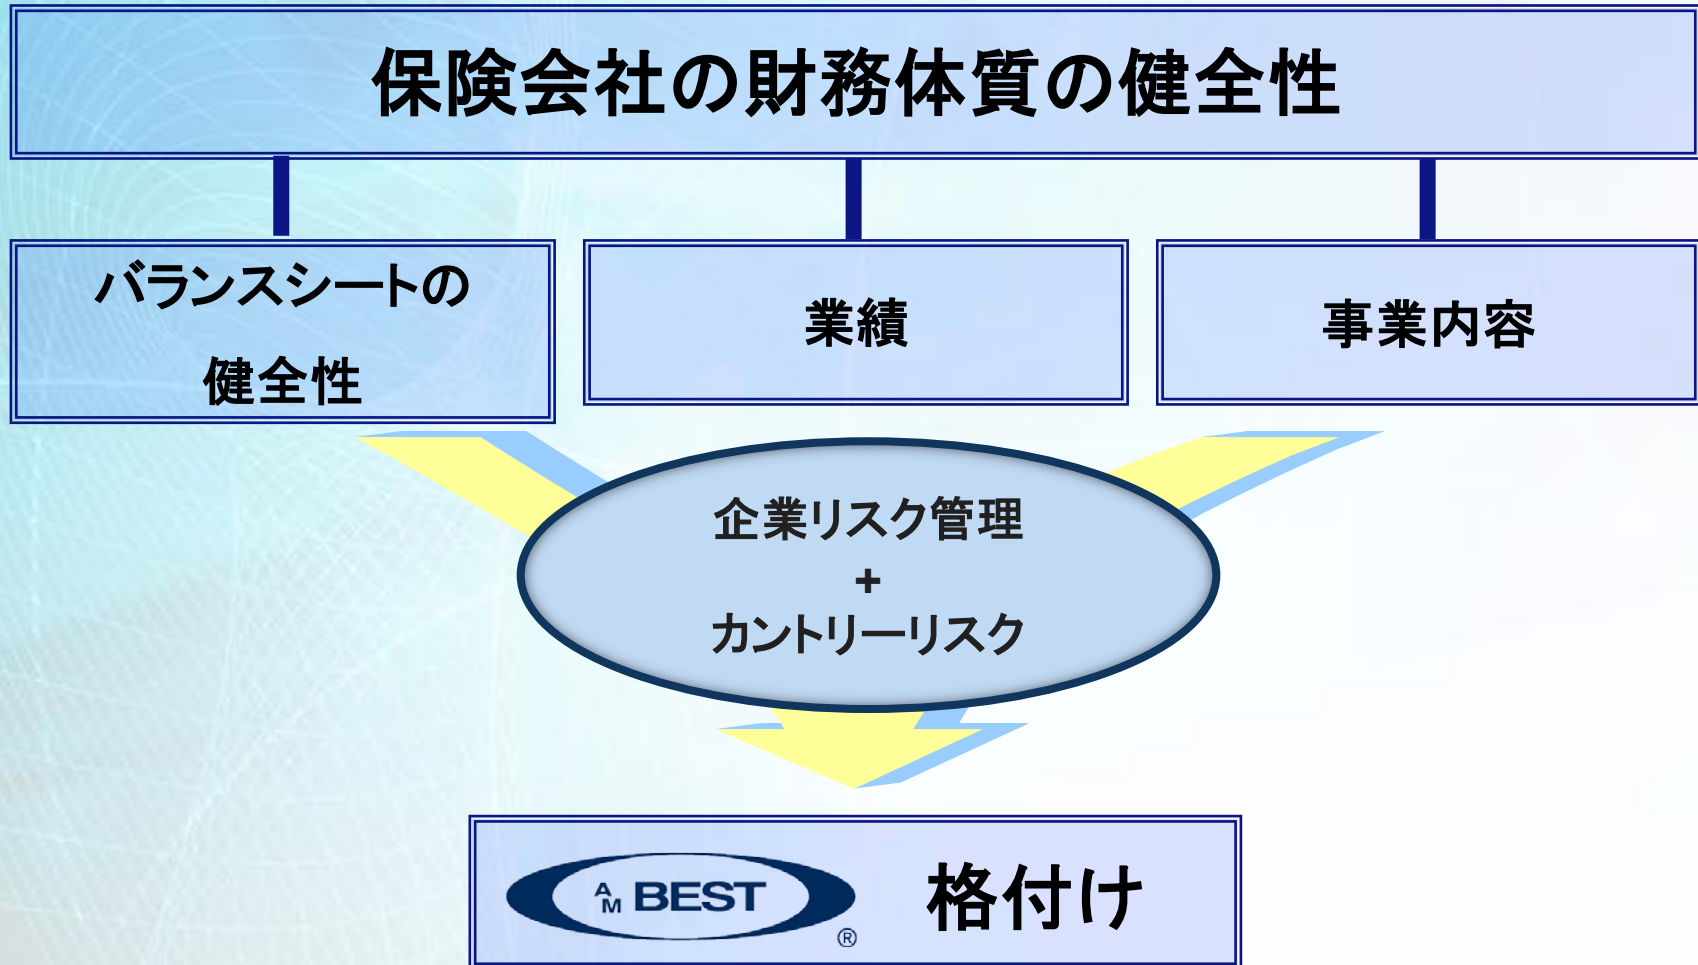 保険会社の財務体質の健全性
バランスシートの
健全性
業績
事業内容
企業リスク管理
+
カントリーリスク
AM BEST ®
格付け